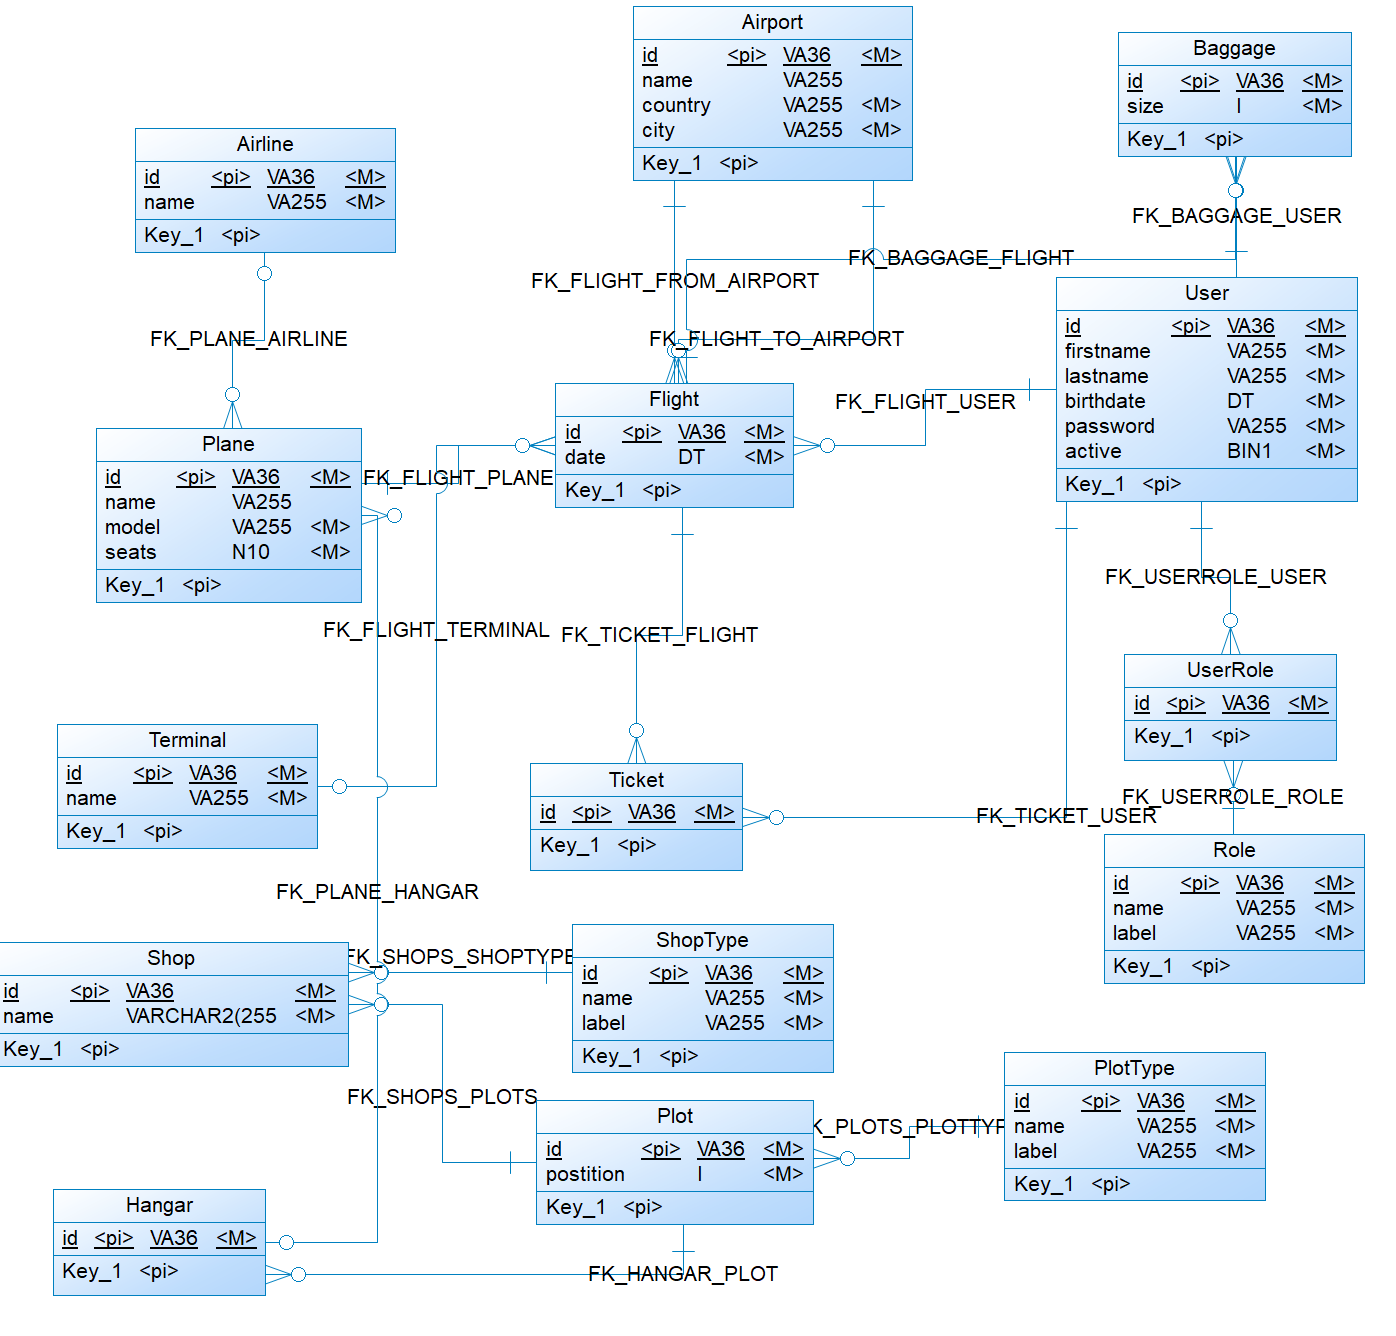 Airport
id <pi> VA36 <M>
name VA255
country VA255 <M>
city VA255 <M>
Key_1 <pi>
Baggage
id <pi> VA36 <M>
size I <M>
Key_1 <pi>
Airline
id <pi> VA36 <M>
name VA255 <M>
Key_1 <pi>
FK_BAGGAGE_USER
FK_BAGGAGE_FLIGHT
FK_FLIGHT_FROM_AIRPORT
FK_PLANE_AIRLINE
FK_FLIGHT_TO_AIRPORT
User
id <pi> VA36 <M>
firstname VA255 <M>
lastname VA255 <M>
birthdate DT <M>
password VA255 <M>
active BIN1 <M>
Key_1 <pi>
Flight
id <pi> VA36 <M>
date DT <M>
Key_1 <pi>
FK_FLIGHT_USER
Plane
id <pi> VA36 <M>
name VA255
model VA255 <M>
seats N10 <M>
Key_1 <pi>
FK_FLIGHT_PLANE
FK_USERROLE_USER
FK_FLIGHT_TERMINAL
FK_TICKET_FLIGHT
UserRole
id <pi> VA36 <M>
Key_1 <pi>
Terminal
id <pi> VA36 <M>
name VA255 <M>
Key_1 <pi>
Ticket
id <pi> VA36 <M>
Key_1 <pi>
FK_USERROLE_ROLE
FK_TICKET_USER
Role
id <pi> VA36 <M>
name VA255 <M>
label VA255 <M>
Key_1 <pi>
FK_PLANE_HANGAR
Shop
id <pi> VA36 <M>
name VARCHAR2(255 <M>
Key_1 <pi>
FK_SHOPS_SHOPTYPE
ShopType
id <pi> VA36 <M>
name VA255 <M>
label VA255 <M>
Key_1 <pi>
FK_SHOPS_PLOTS
Plot
id <pi> VA36 <M>
postition I <M>
Key_1 <pi>
K_PLOTS_PLOTTYP
PlotType
id <pi> VA36 <M>
name VA255 <M>
label VA255 <M>
Key_1 <pi>
Hangar
id <pi> VA36 <M>
Key_1 <pi>
FK_HANGAR_PLOT